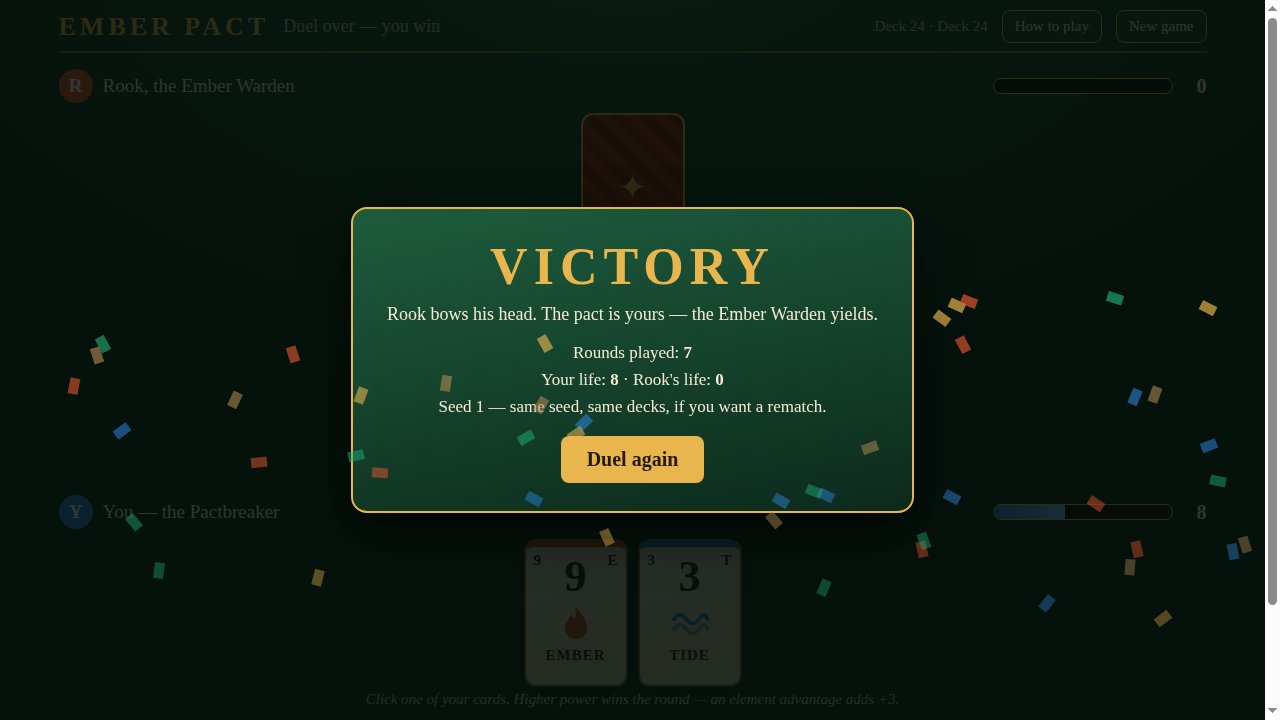 EMBER PACT Duel over — you win Deck 24 · Deck 24 How to play New game
R Rook, the Ember Warden 0
VICTORY
Rook bows his head. The pact is yours — the Ember Warden yields.
Rounds played: 7
Your life: 8 · Rook's life: 0
Seed 1 — same seed, same decks, if you want a rematch.
Duel again
Y You — the Pactbreaker 8
9 E 3 T
9 3
EMBER TIDE
Click one of your cards. Higher power wins the round — an element advantage adds +3.